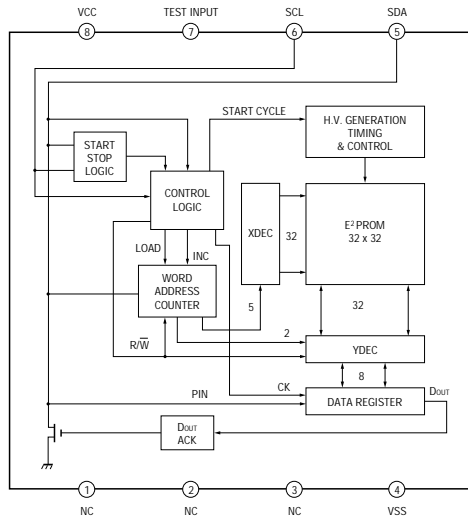 VCC
TEST INPUT
SCL
SDA
8
7
6
5
START CYCLE
H.V. GENERATION
TIMING
& CONTROL
START
STOP
LOGIC
CONTROL
LOGIC
XDEC
32
E² PROM
32 x 32
LOAD
INC
WORD
ADDRESS
COUNTER
5
32
R/W̅
2
YDEC
8
CK
PIN
DATA REGISTER
DOUT
DOUT
ACK
1
2
3
4
NC
NC
NC
VSS